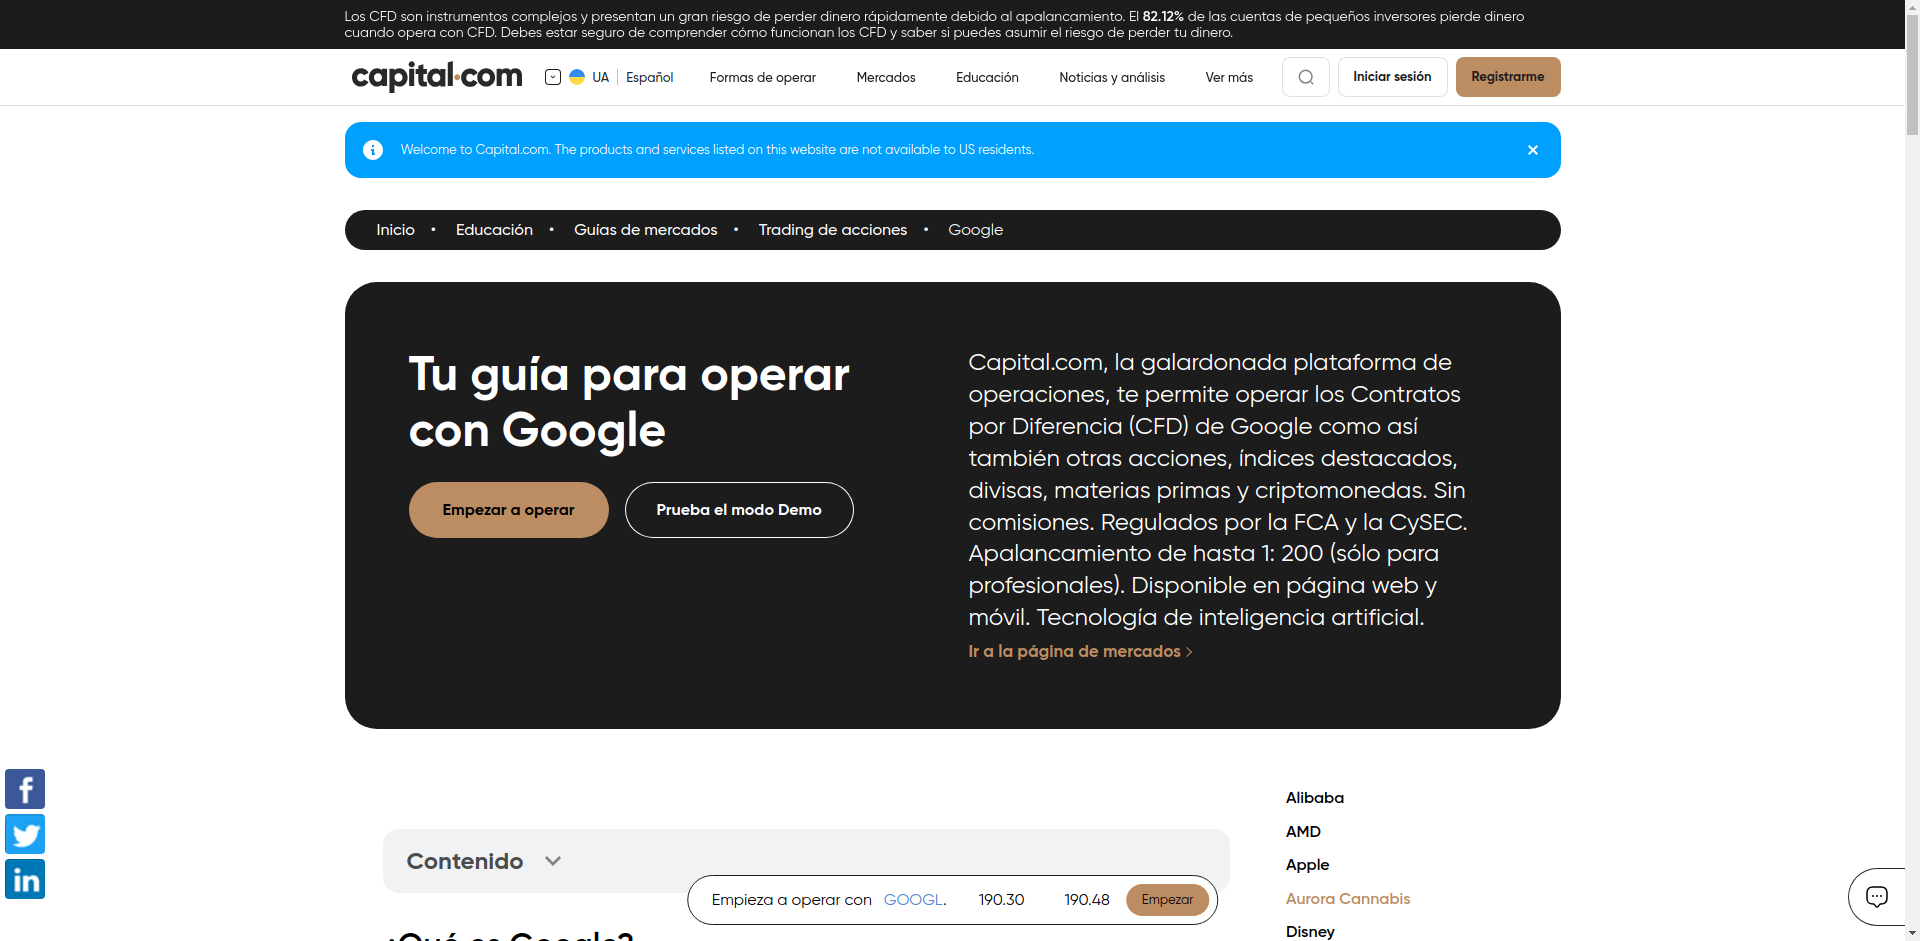 Los CFD son instrumentos complejos y presentan un gran riesgo de perder dinero rápidamente debido al apalancamiento. El 82.12% de las cuentas de pequeños inversores pierde dinero
cuando opera con CFD. Debes estar seguro de comprender cómo funcionan los CFD y saber si puedes asumir el riesgo de perder tu dinero.
capital.com UA Español Formas de operar Mercados Educación Noticias y análisis Ver más Iniciar sesión Registrarme
Welcome to Capital.com. The products and services listed on this website are not available to US residents.
Inicio • Educación • Guías de mercados • Trading de acciones • Google
Tu guía para operar
con Google
Empezar a operar Prueba el modo Demo
Capital.com, la galardonada plataforma de
operaciones, te permite operar los Contratos
por Diferencia (CFD) de Google como así
también otras acciones, índices destacados,
divisas, materias primas y criptomonedas. Sin
comisiones. Regulados por la FCA y la CySEC.
Apalancamiento de hasta 1: 200 (sólo para
profesionales). Disponible en página web y
móvil. Tecnología de inteligencia artificial.
Ir a la página de mercados
Contenido
Alibaba
AMD
Apple
Aurora Cannabis
Disney
Empieza a operar con GOOGL. 190.30 190.48 Empezar
¿Qué es Google?